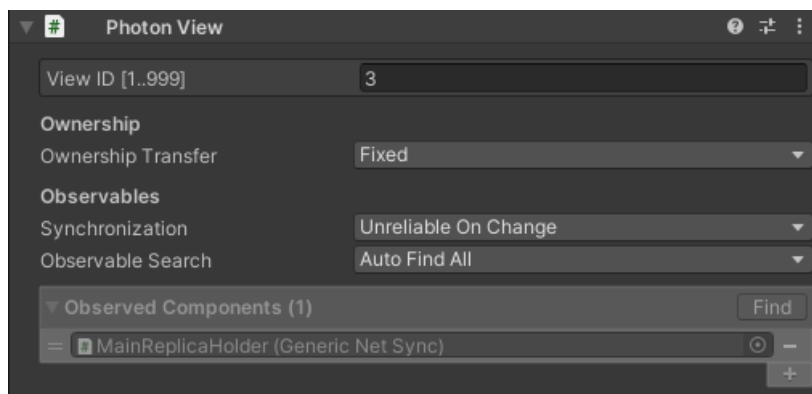 Photon View
View ID [1..999] 3
Ownership
Ownership Transfer Fixed
Observables
Synchronization Unreliable On Change
Observable Search Auto Find All
Observed Components (1) Find
MainReplicaHolder (Generic Net Sync)